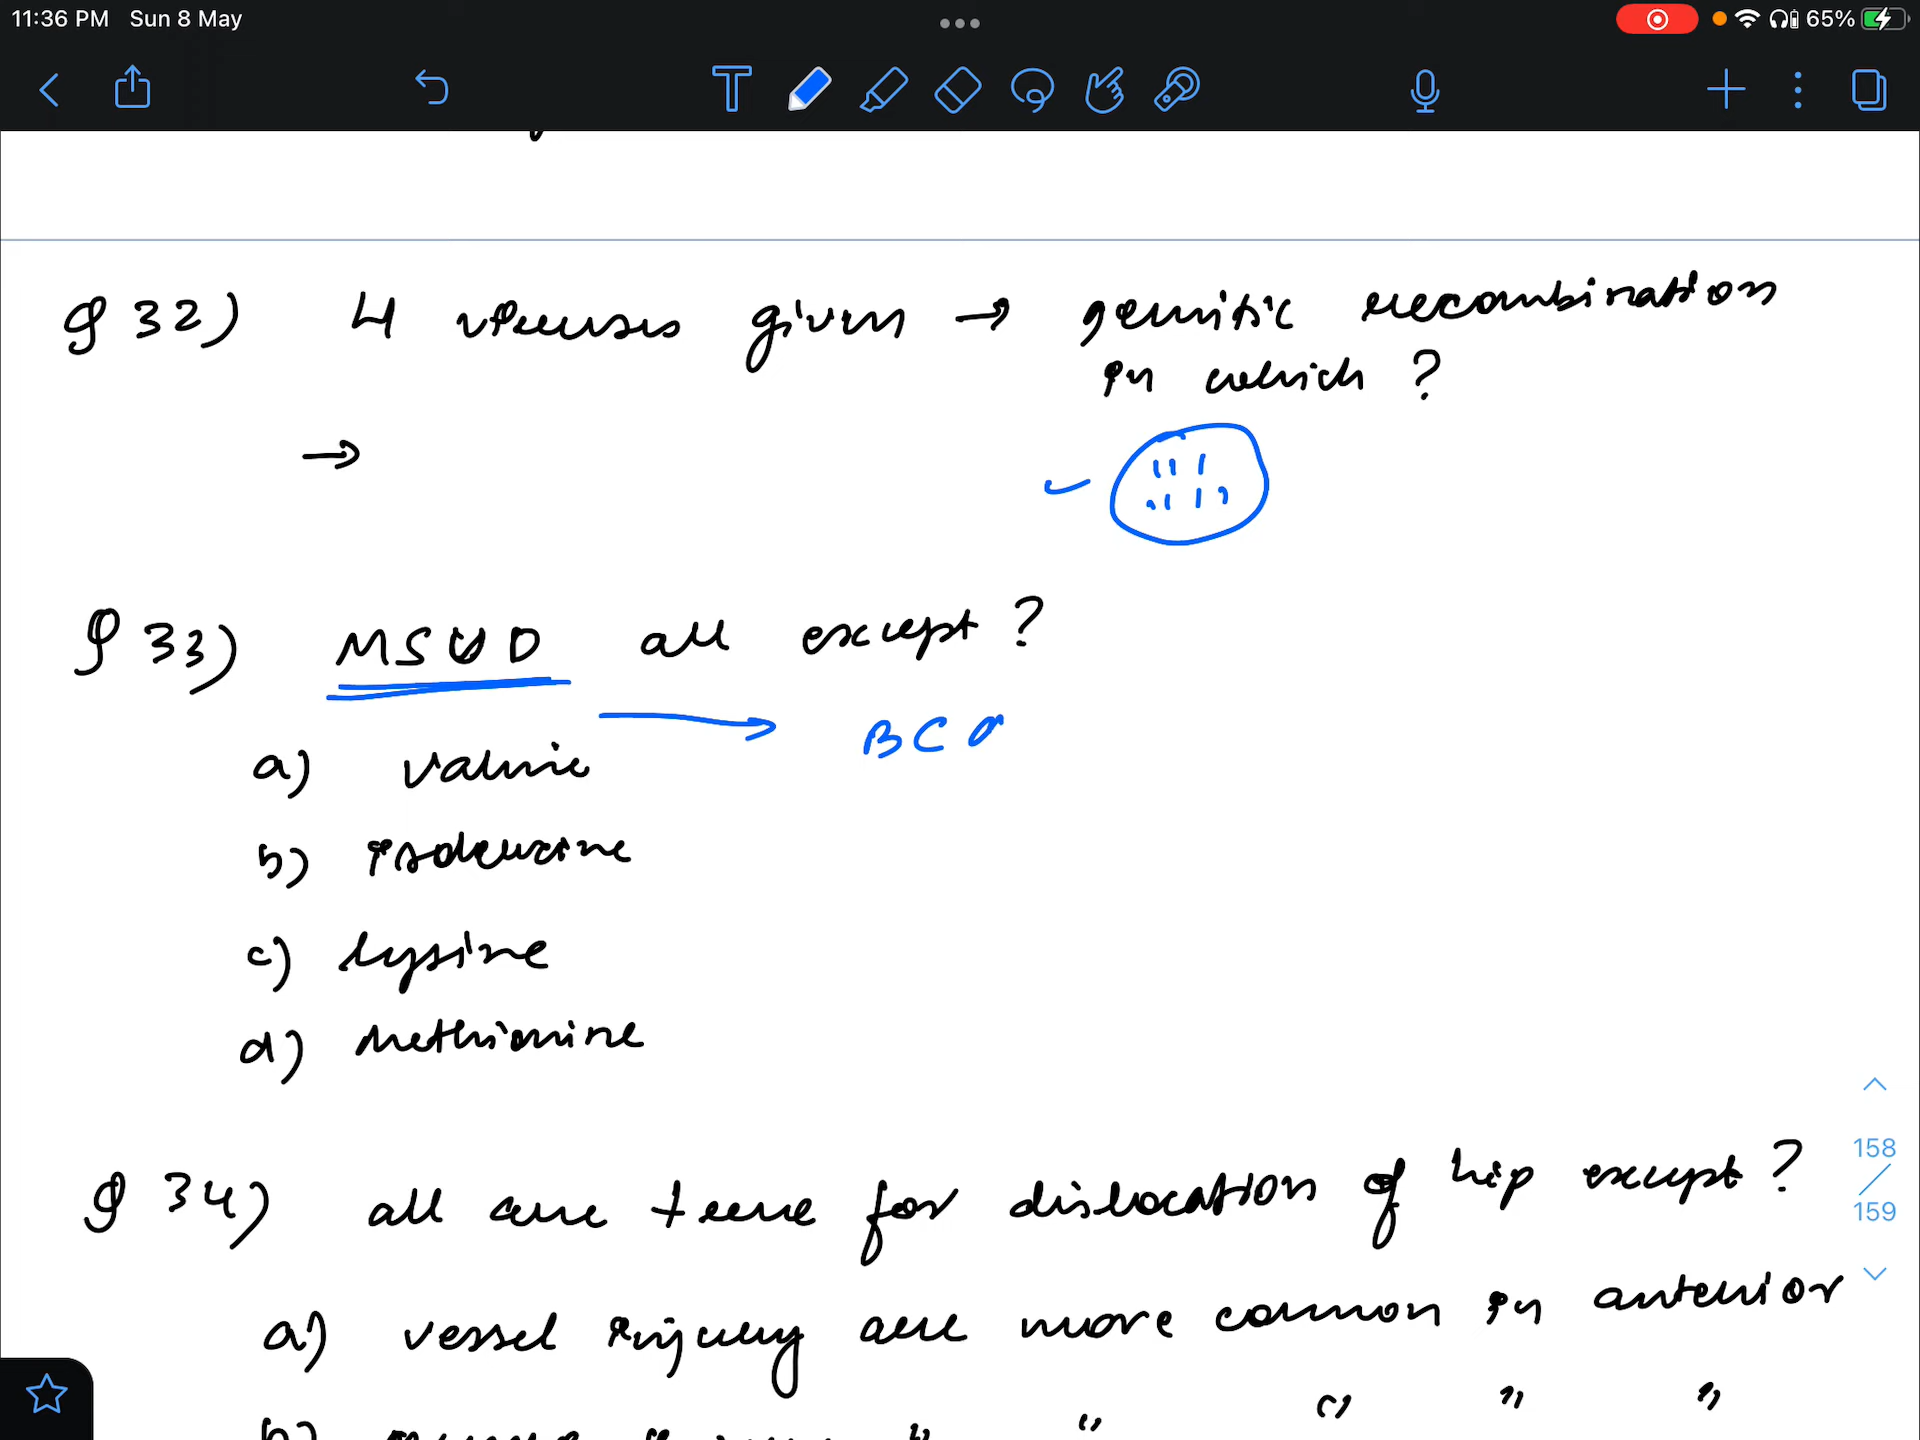 11:36 PM Sun 8 May 65%
Q 32) 4 viruses given → genitic recombination
in which ?
→
Q 33) MSUD all except ?
→ BCA
a) valine
b) isoleucine
c) lysine
d) Methionine
Q 34) all are true for dislocation of hip except ?
158
159
a) vessel injury are more common in anterior
b) " " " " "